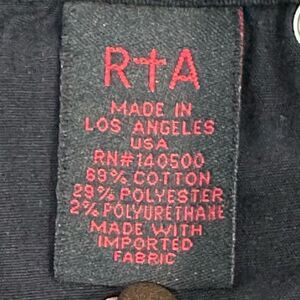 R†A
MADE IN
LOS ANGELES
USA
RN#140500
69% COTTON
29% POLYESTER
2% POLYURETHANE
MADE WITH
IMPORTED
FABRIC